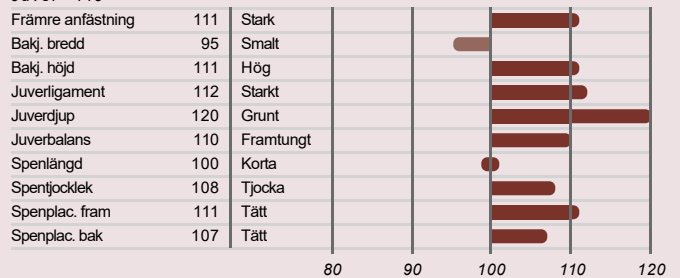 Främre anfästning 111 Stark
Bakj. bredd 95 Smalt
Bakj. höjd 111 Hög
Juverligament 112 Starkt
Juverdjup 120 Grunt
Juverbalans 110 Framtungt
Spenlängd 100 Korta
Spentjocklek 108 Tjocka
Spenplac. fram 111 Tätt
Spenplac. bak 107 Tätt
80 90 100 110 120